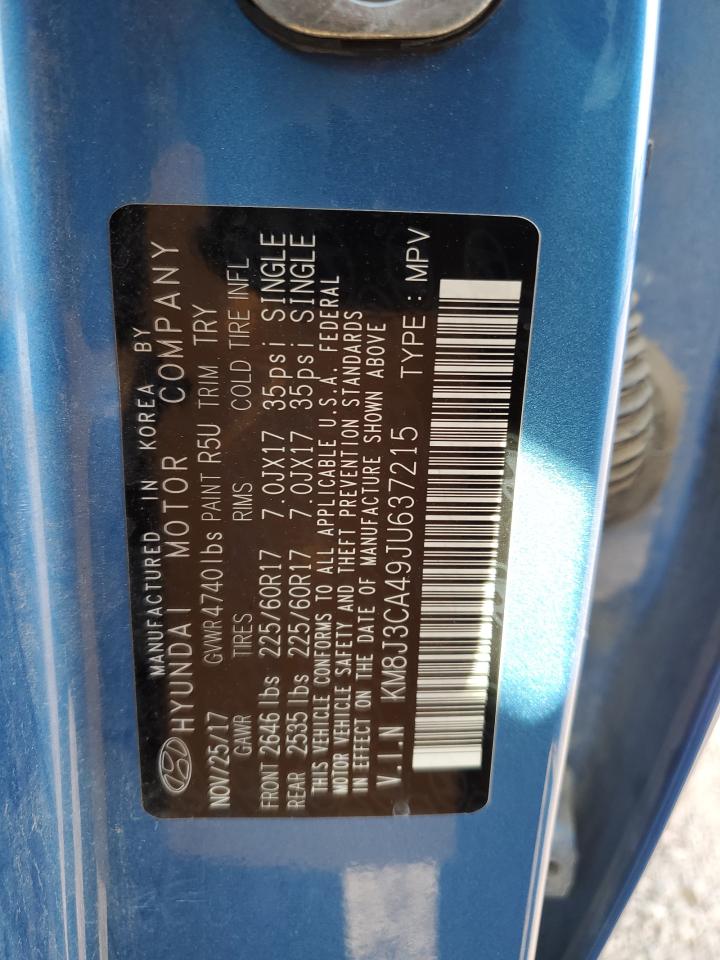 MANUFACTURED IN KOREA BY
HYUNDAI MOTOR COMPANY
NOV/25/17 GVWR 4740lbs PAINT R5U TRIM TRY
GAWR TIRES RIMS COLD TIRE INFL
FRONT 2646 lbs 225/60R17 7.0JX17 35psi SINGLE
REAR 2535 lbs 225/60R17 7.0JX17 35psi SINGLE
THIS VEHICLE CONFORMS TO ALL APPLICABLE U.S.A. FEDERAL
MOTOR VEHICLE SAFETY AND THEFT PREVENTION STANDARDS
IN EFFECT ON THE DATE OF MANUFACTURE SHOWN ABOVE
V.I.N KM8J3CA49JU637215 TYPE : MPV